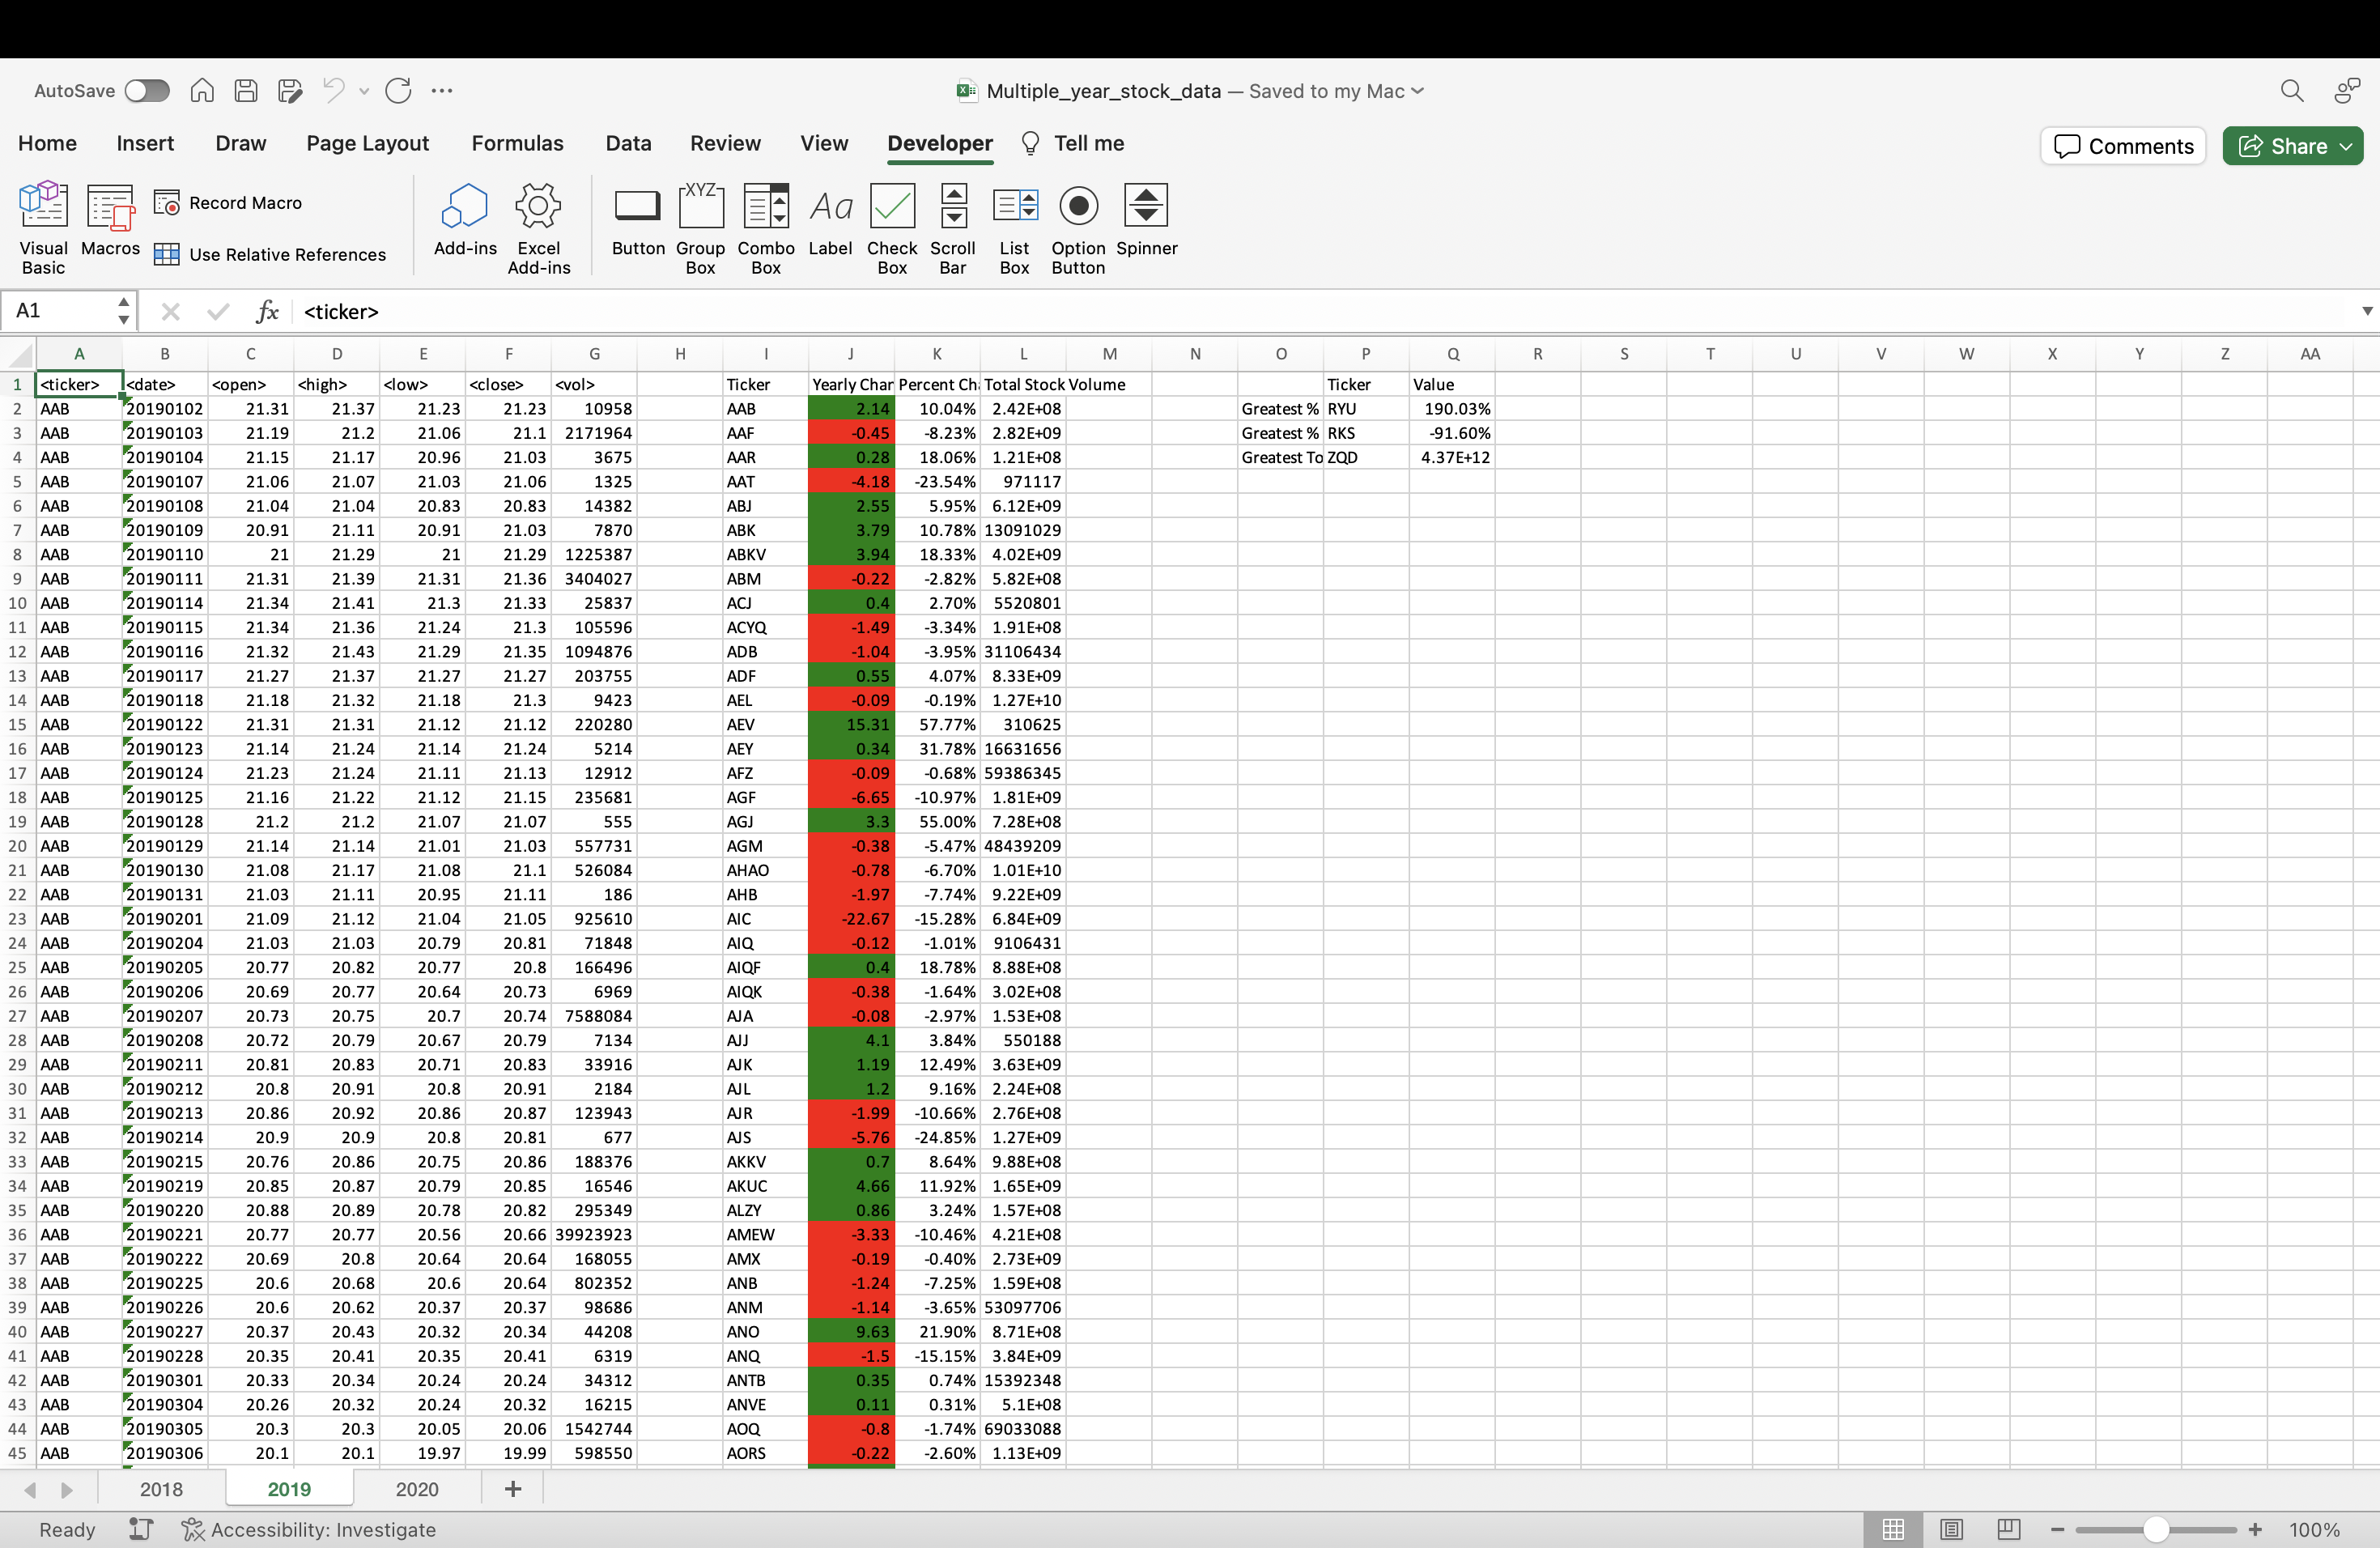 AutoSave
Multiple_year_stock_data — Saved to my Mac
Home Insert Draw Page Layout Formulas Data Review View Developer Tell me Comments Share
Visual Basic Macros Record Macro Use Relative References Add-ins Excel Add-ins Button XYZ Group Box Combo Box Aa Label Check Box Scroll Bar List Box Option Button Spinner
A1 fx <ticker>
A B C D E F G H I J K L M N O P Q R S T U V W X Y Z AA
1 <ticker> <date> <open> <high> <low> <close> <vol> Ticker Yearly Char Percent Ch Total Stock Volume Ticker Value
2 AAB 20190102 21.31 21.37 21.23 21.23 10958 AAB 2.14 10.04% 2.42E+08 Greatest % RYU 190.03%
3 AAB 20190103 21.19 21.2 21.06 21.1 2171964 AAF -0.45 -8.23% 2.82E+09 Greatest % RKS -91.60%
4 AAB 20190104 21.15 21.17 20.96 21.03 3675 AAR 0.28 18.06% 1.21E+08 Greatest To ZQD 4.37E+12
5 AAB 20190107 21.06 21.07 21.03 21.06 1325 AAT -4.18 -23.54% 971117
6 AAB 20190108 21.04 21.04 20.83 20.83 14382 ABJ 2.55 5.95% 6.12E+09
7 AAB 20190109 20.91 21.11 20.91 21.03 7870 ABK 3.79 10.78% 13091029
8 AAB 20190110 21 21.29 21 21.29 1225387 ABKV 3.94 18.33% 4.02E+09
9 AAB 20190111 21.31 21.39 21.31 21.36 3404027 ABM -0.22 -2.82% 5.82E+08
10 AAB 20190114 21.34 21.41 21.3 21.33 25837 ACJ 0.4 2.70% 5520801
11 AAB 20190115 21.34 21.36 21.24 21.3 105596 ACYQ -1.49 -3.34% 1.91E+08
12 AAB 20190116 21.32 21.43 21.29 21.35 1094876 ADB -1.04 -3.95% 31106434
13 AAB 20190117 21.27 21.37 21.27 21.27 203755 ADF 0.55 4.07% 8.33E+09
14 AAB 20190118 21.18 21.32 21.18 21.3 9423 AEL -0.09 -0.19% 1.27E+10
15 AAB 20190122 21.31 21.31 21.12 21.12 220280 AEV 15.31 57.77% 310625
16 AAB 20190123 21.14 21.24 21.14 21.24 5214 AEY 0.34 31.78% 16631656
17 AAB 20190124 21.23 21.24 21.11 21.13 12912 AFZ -0.09 -0.68% 59386345
18 AAB 20190125 21.16 21.22 21.12 21.15 235681 AGF -6.65 -10.97% 1.81E+09
19 AAB 20190128 21.2 21.2 21.07 21.07 555 AGJ 3.3 55.00% 7.28E+08
20 AAB 20190129 21.14 21.14 21.01 21.03 557731 AGM -0.38 -5.47% 48439209
21 AAB 20190130 21.08 21.17 21.08 21.1 526084 AHAO -0.78 -6.70% 1.01E+10
22 AAB 20190131 21.03 21.11 20.95 21.11 186 AHB -1.97 -7.74% 9.22E+09
23 AAB 20190201 21.09 21.12 21.04 21.05 925610 AIC -22.67 -15.28% 6.84E+09
24 AAB 20190204 21.03 21.03 20.79 20.81 71848 AIQ -0.12 -1.01% 9106431
25 AAB 20190205 20.77 20.82 20.77 20.8 166496 AIQF 0.4 18.78% 8.88E+08
26 AAB 20190206 20.69 20.77 20.64 20.73 6969 AIQK -0.38 -1.64% 3.02E+08
27 AAB 20190207 20.73 20.75 20.7 20.74 7588084 AJA -0.08 -2.97% 1.53E+08
28 AAB 20190208 20.72 20.79 20.67 20.79 7134 AJJ 4.1 3.84% 550188
29 AAB 20190211 20.81 20.83 20.71 20.83 33916 AJK 1.19 12.49% 3.63E+09
30 AAB 20190212 20.8 20.91 20.8 20.91 2184 AJL 1.2 9.16% 2.24E+08
31 AAB 20190213 20.86 20.92 20.86 20.87 123943 AJR -1.99 -10.66% 2.76E+08
32 AAB 20190214 20.9 20.9 20.8 20.81 677 AJS -5.76 -24.85% 1.27E+09
33 AAB 20190215 20.76 20.86 20.75 20.86 188376 AKKV 0.7 8.64% 9.88E+08
34 AAB 20190219 20.85 20.87 20.79 20.85 16546 AKUC 4.66 11.92% 1.65E+09
35 AAB 20190220 20.88 20.89 20.78 20.82 295349 ALZY 0.86 3.24% 1.57E+08
36 AAB 20190221 20.77 20.77 20.56 20.66 39923923 AMEW -3.33 -10.46% 4.21E+08
37 AAB 20190222 20.69 20.8 20.64 20.64 168055 AMX -0.19 -0.40% 2.73E+09
38 AAB 20190225 20.6 20.68 20.6 20.64 802352 ANB -1.24 -7.25% 1.59E+08
39 AAB 20190226 20.6 20.62 20.37 20.37 98686 ANM -1.14 -3.65% 53097706
40 AAB 20190227 20.37 20.43 20.32 20.34 44208 ANO 9.63 21.90% 8.71E+08
41 AAB 20190228 20.35 20.41 20.35 20.41 6319 ANQ -1.5 -15.15% 3.84E+09
42 AAB 20190301 20.33 20.34 20.24 20.24 34312 ANTB 0.35 0.74% 15392348
43 AAB 20190304 20.26 20.32 20.24 20.32 16215 ANVE 0.11 0.31% 5.1E+08
44 AAB 20190305 20.3 20.3 20.05 20.06 1542744 AOQ -0.8 -1.74% 69033088
45 AAB 20190306 20.1 20.1 19.97 19.99 598550 AORS -0.22 -2.60% 1.13E+09
2018 2019 2020 +
Ready Accessibility: Investigate 100%